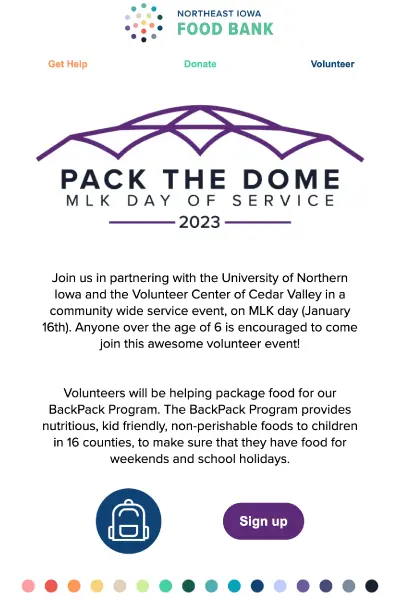 NORTHEAST IOWA
FOOD BANK
Get Help
Donate
Volunteer
PACK THE DOME
MLK DAY OF SERVICE
2023
Join us in partnering with the University of Northern
Iowa and the Volunteer Center of Cedar Valley in a
community wide service event, on MLK day (January
16th). Anyone over the age of 6 is encouraged to come
join this awesome volunteer event!
Volunteers will be helping package food for our
BackPack Program. The BackPack Program provides
nutritious, kid friendly, non-perishable foods to children
in 16 counties, to make sure that they have food for
weekends and school holidays.
Sign up